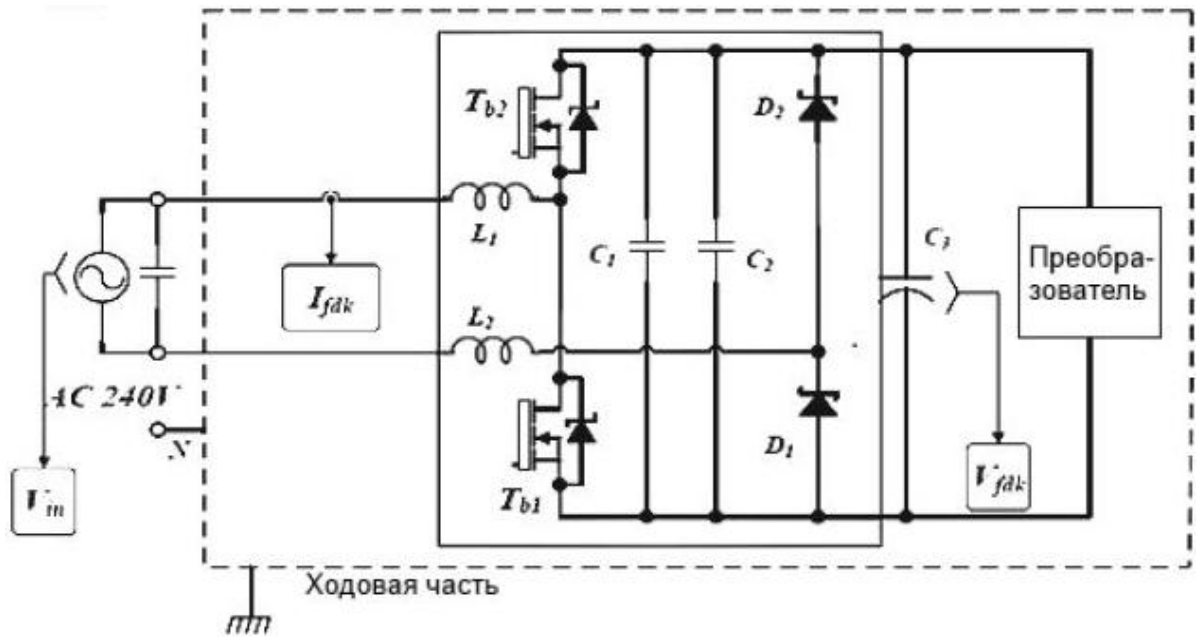 T_b2
D_2
L_1
C_1
C_2
C_3
Преобра-
зователь
I_fdk
L_2
AC 240V
N
D_1
V_fdk
V_in
T_b1
Ходовая часть